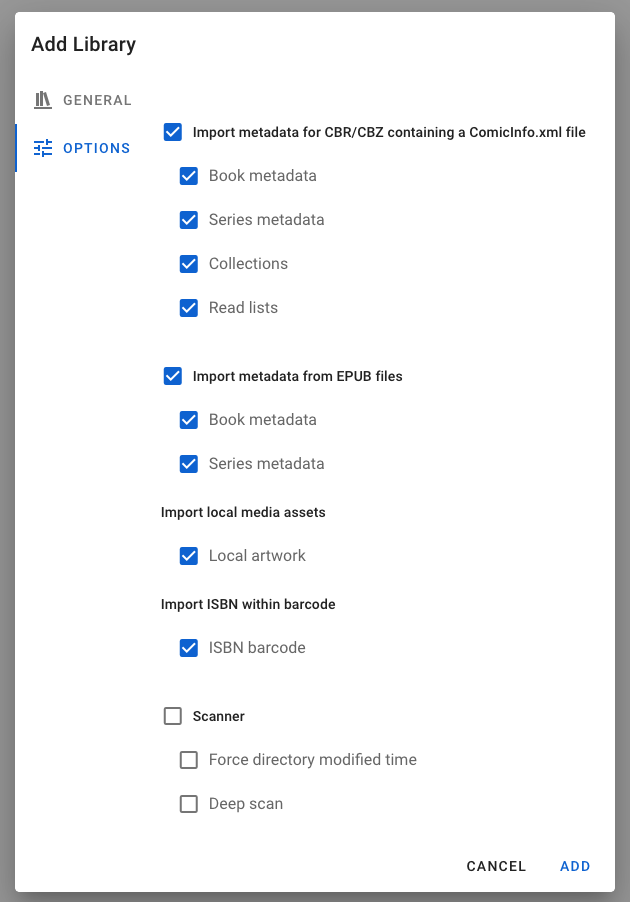 Add Library
GENERAL
OPTIONS
Import metadata for CBR/CBZ containing a ComicInfo.xml file
Book metadata
Series metadata
Collections
Read lists
Import metadata from EPUB files
Book metadata
Series metadata
Import local media assets
Local artwork
Import ISBN within barcode
ISBN barcode
Scanner
Force directory modified time
Deep scan
CANCEL
ADD